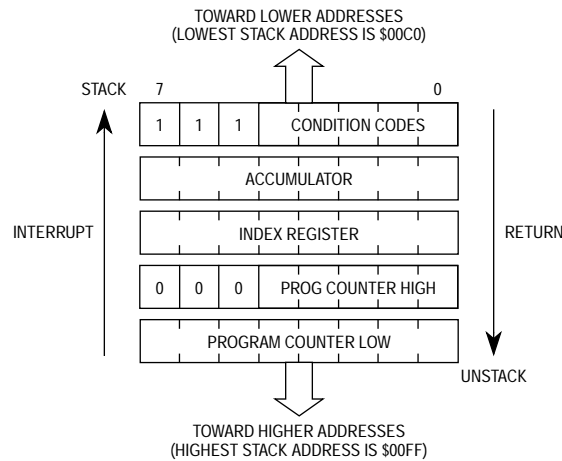 TOWARD LOWER ADDRESSES
(LOWEST STACK ADDRESS IS $00C0)
STACK 7 0
1 1 1 CONDITION CODES
ACCUMULATOR
INTERRUPT INDEX REGISTER RETURN
0 0 0 PROG COUNTER HIGH
PROGRAM COUNTER LOW
UNSTACK
TOWARD HIGHER ADDRESSES
(HIGHEST STACK ADDRESS IS $00FF)